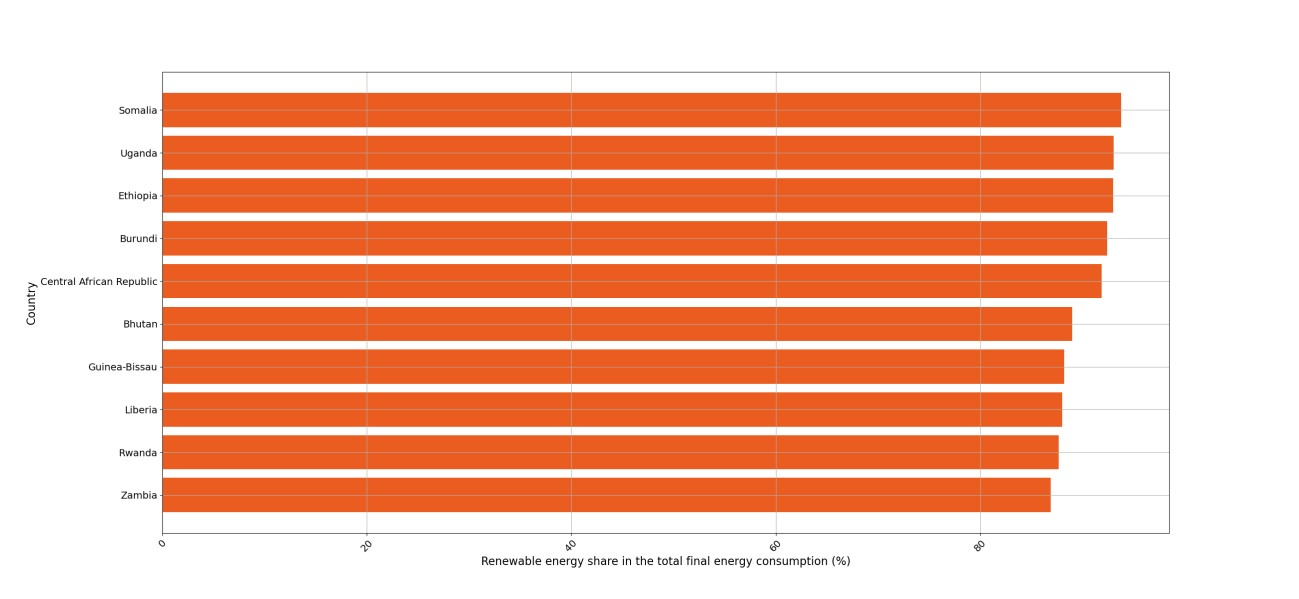 Somalia
Uganda
Ethiopia
Burundi
Central African Republic
Bhutan
Guinea-Bissau
Liberia
Rwanda
Zambia
Country
0 20 40 60 80
Renewable energy share in the total final energy consumption (%)